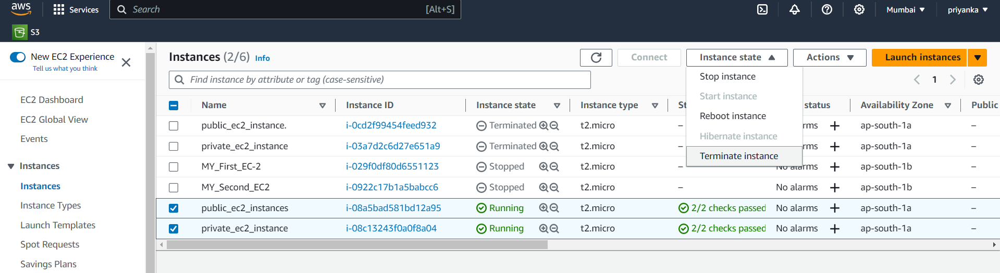 aws Services Search [Alt+S] Mumbai priyanka
S3
New EC2 Experience
Tell us what you think
EC2 Dashboard
EC2 Global View
Events
Instances
Instances
Instance Types
Launch Templates
Spot Requests
Savings Plans
Instances (2/6) Info Connect Instance state Actions Launch instances
Find instance by attribute or tag (case-sensitive) 1
Stop instance
Start instance
Reboot instance
Hibernate instance
Terminate instance
Name Instance ID Instance state Instance type St status Availability Zone Public
public_ec2_instance. i-0cd2f99454feed932 Terminated t2.micro – rms + ap-south-1a –
private_ec2_instance i-03a7d2c6d27e651a9 Terminated t2.micro – rms + ap-south-1a –
MY_First_EC-2 i-029f0df80d6551123 Stopped t2.micro – No alarms + ap-south-1b –
MY_Second_EC2 i-0922c17b1a5babcc6 Stopped t2.micro – No alarms + ap-south-1b –
public_ec2_instances i-08a5bad581bd12a95 Running t2.micro 2/2 checks passed No alarms + ap-south-1a –
private_ec2_instance i-08c13243f0a0f8a04 Running t2.micro 2/2 checks passed No alarms + ap-south-1a –